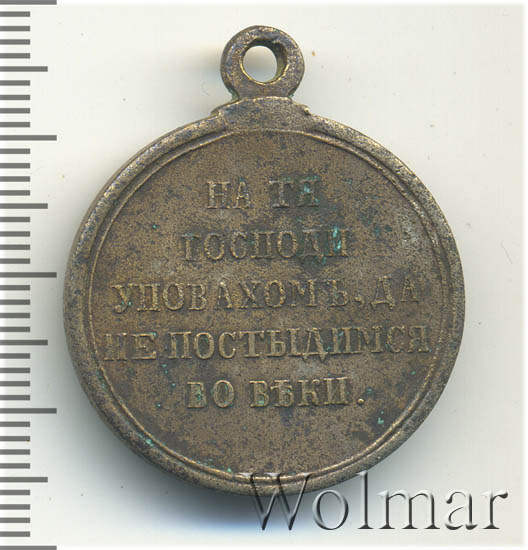 НА ТЯ
ГОСПОДИ
УПОВАХОМЪ, ДА
НЕ ПОСТЫДИМСЯ
ВО ВѢКИ.
Wolmar